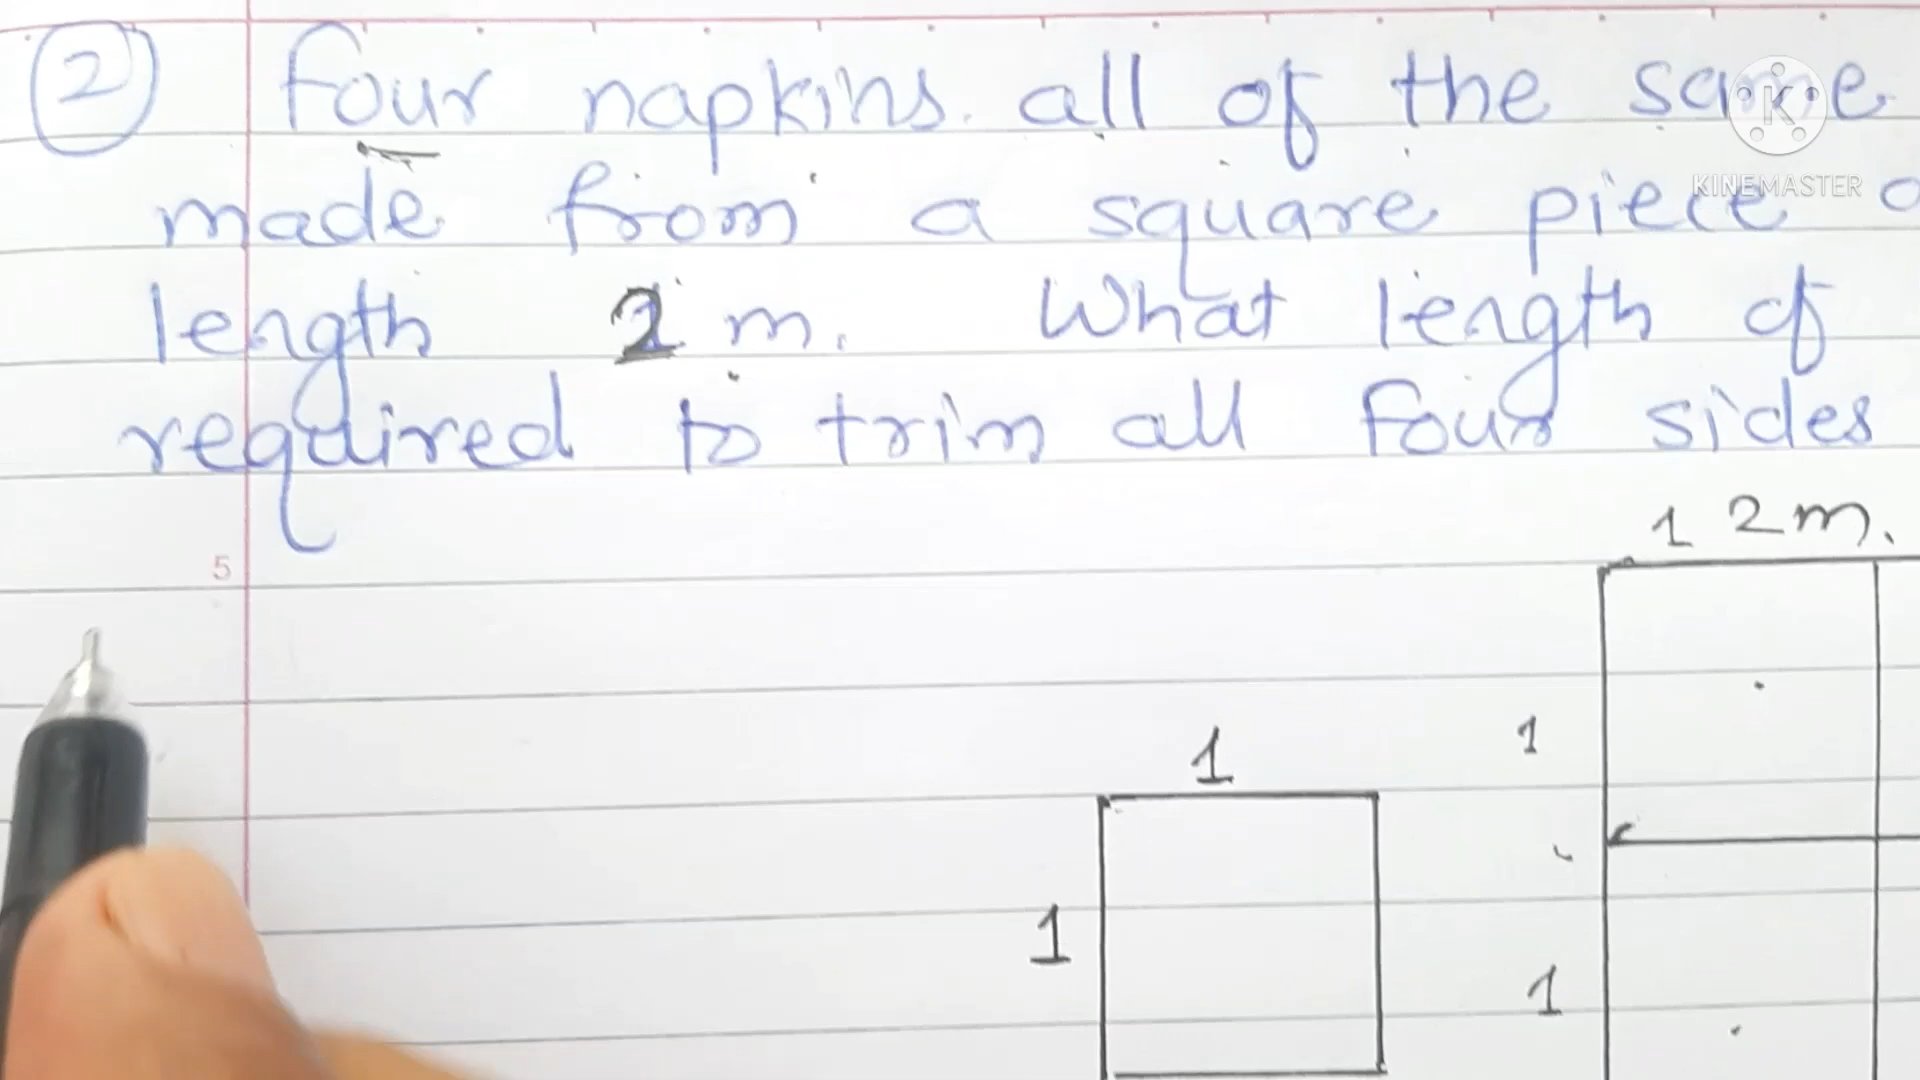 2 Four napkins all of the same
made from a square piece
length 2 m. What length of
required to trim all four sides
5
1 2 m.
1
1
1
1
K
KINEMASTER